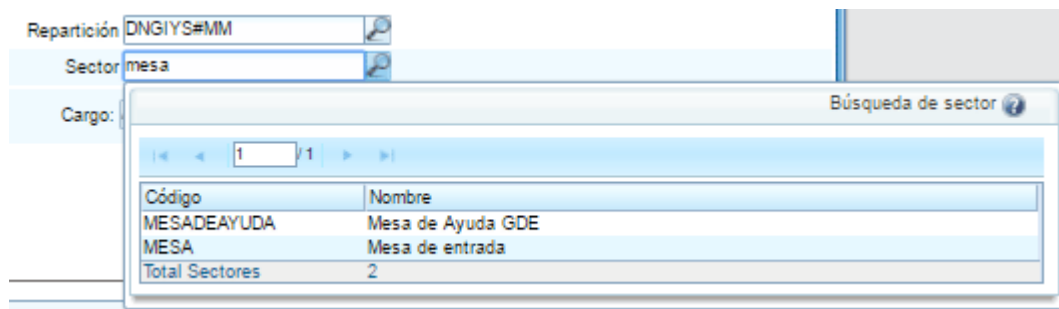 Repartición DNGIYS#MM
Sector mesa
Cargo:
Búsqueda de sector
1 / 1
Código Nombre
MESADEAYUDA Mesa de Ayuda GDE
MESA Mesa de entrada
Total Sectores 2